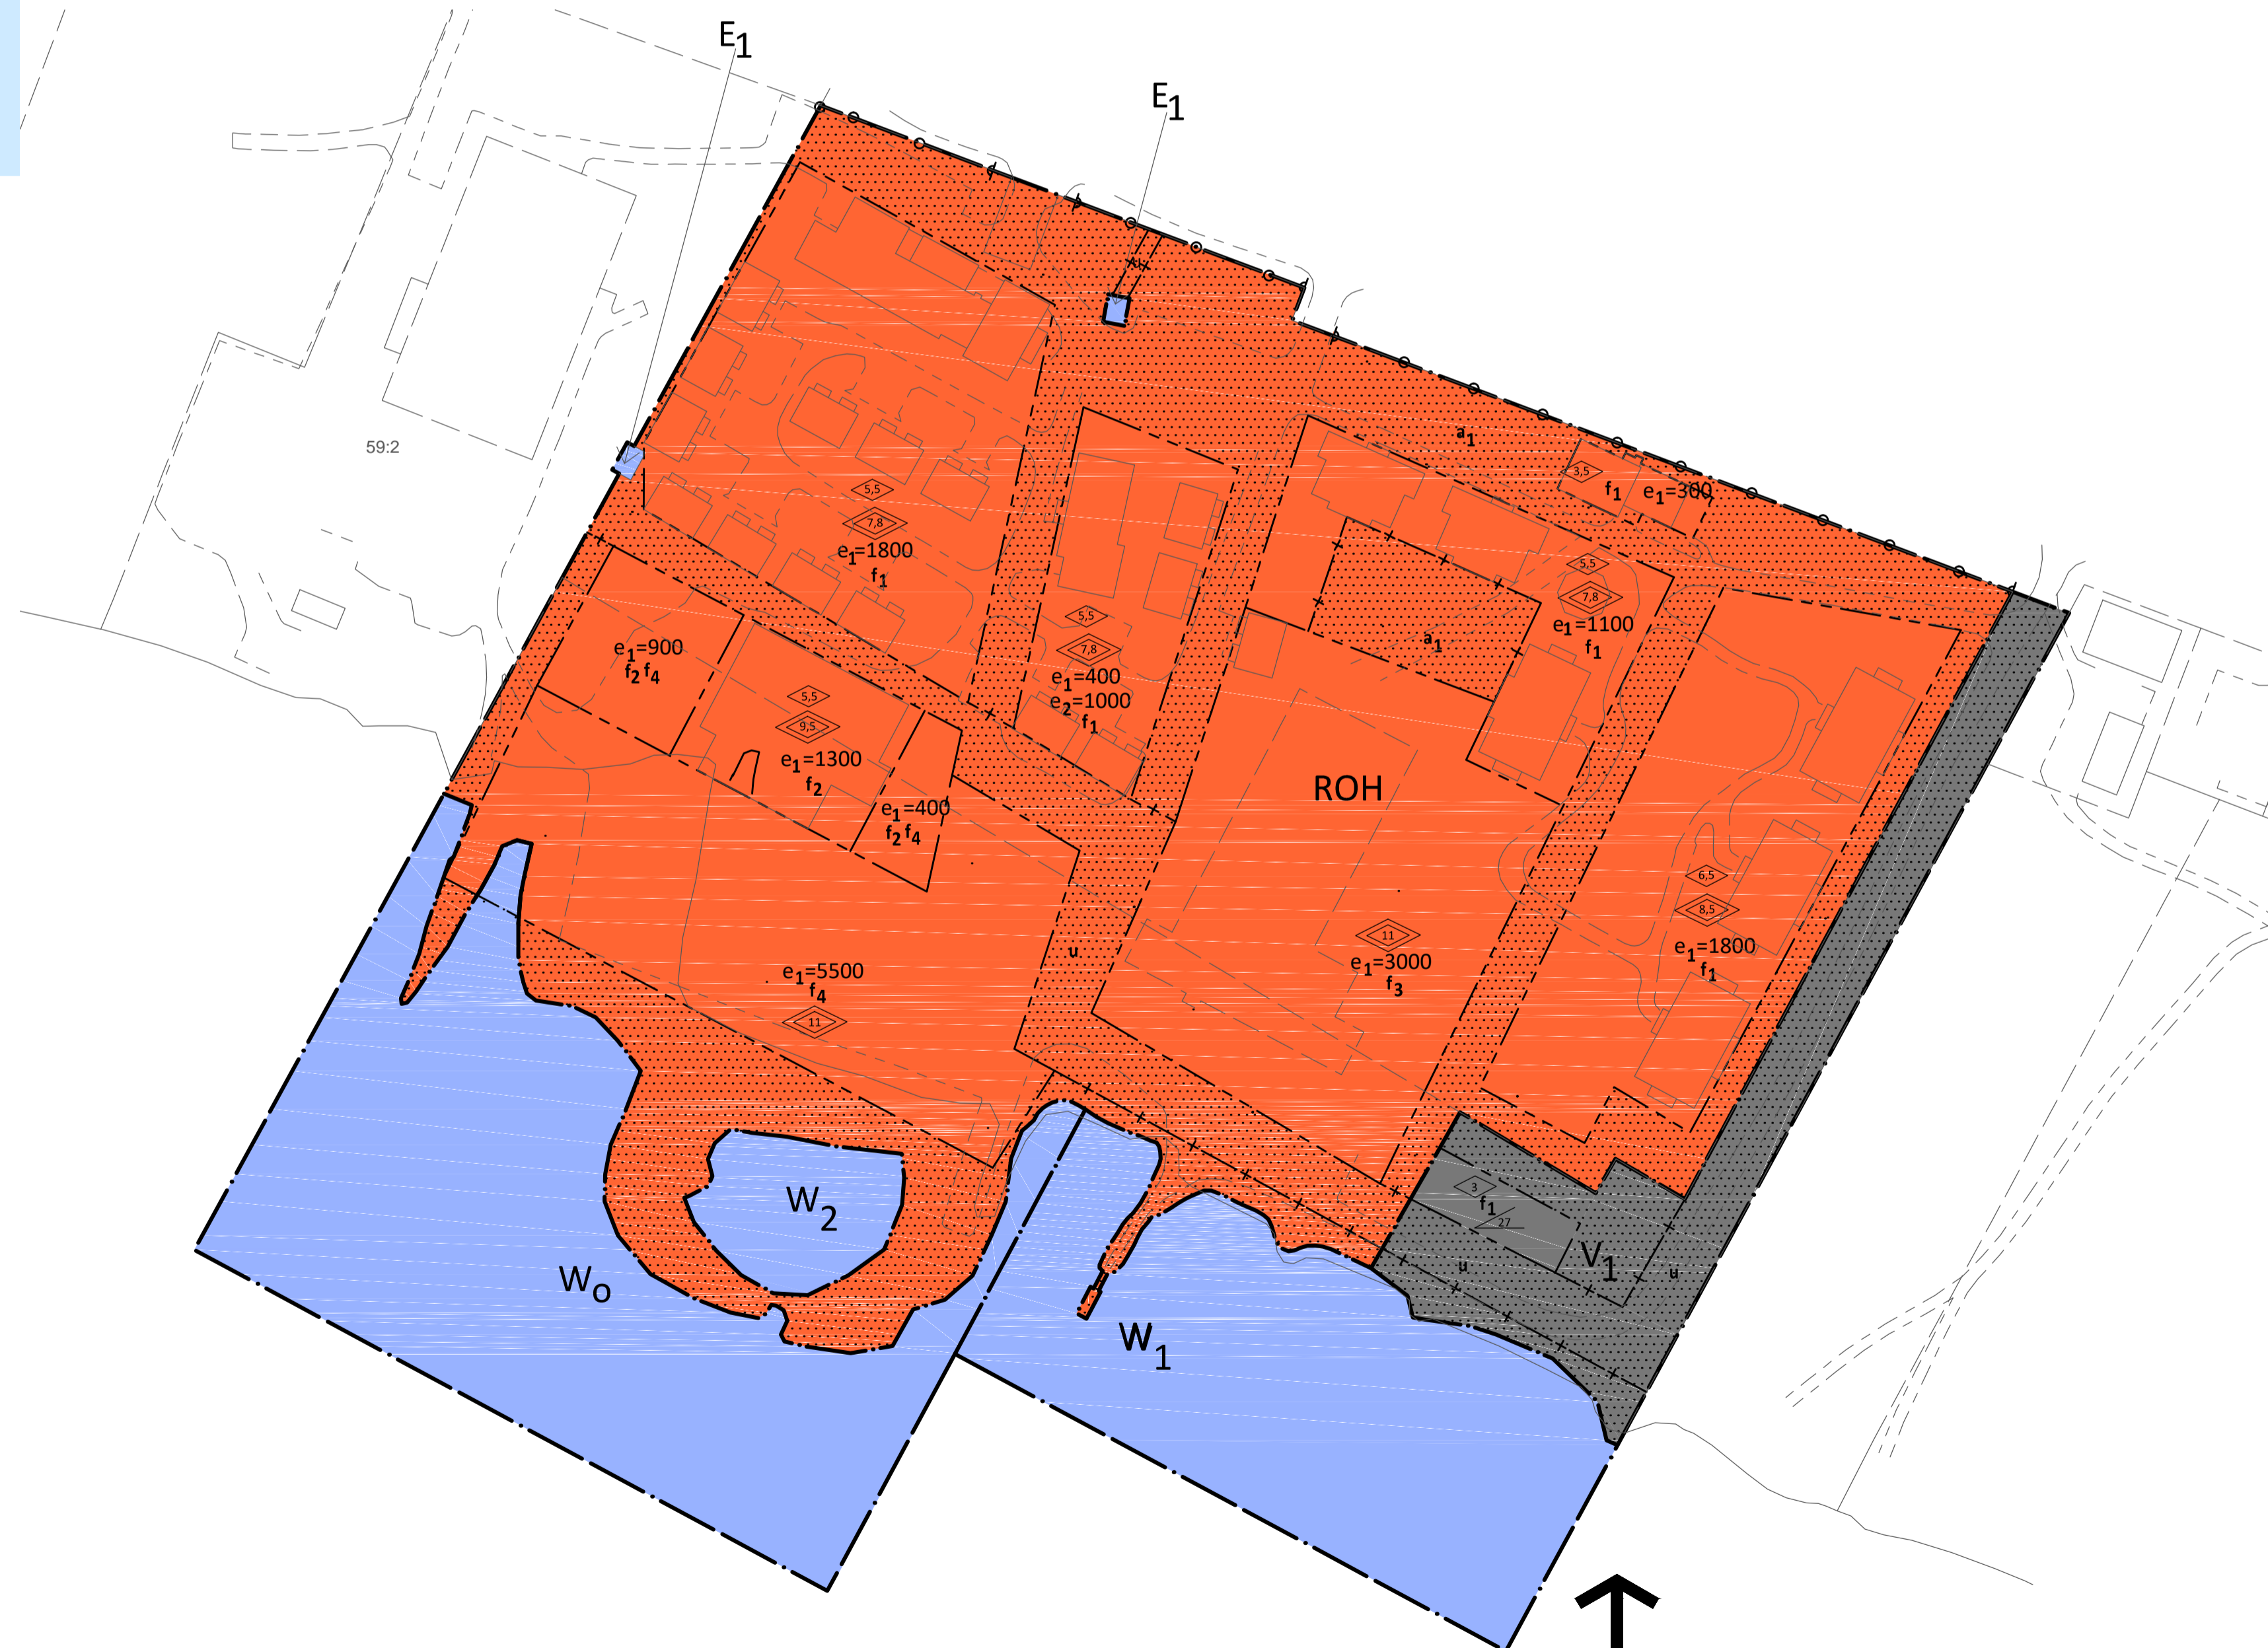 E1
E1
59:2
a1
3,5
f1 e1=300
5,5
7,8
e1=1800
f1
5,5
7,8
e1=1100
f1
a1
5,5
7,8
e1=400
e2=1000
f1
e1=900
f2 f4
5,5
9,5
e1=1300
f2
e1=400
f2 f4
ROH
6,5
8,5
e1=1800
f1
u
11
e1=3000
f3
e1=5500
f4
11
3
f1
27
V1
u
u
W2
WO
W1